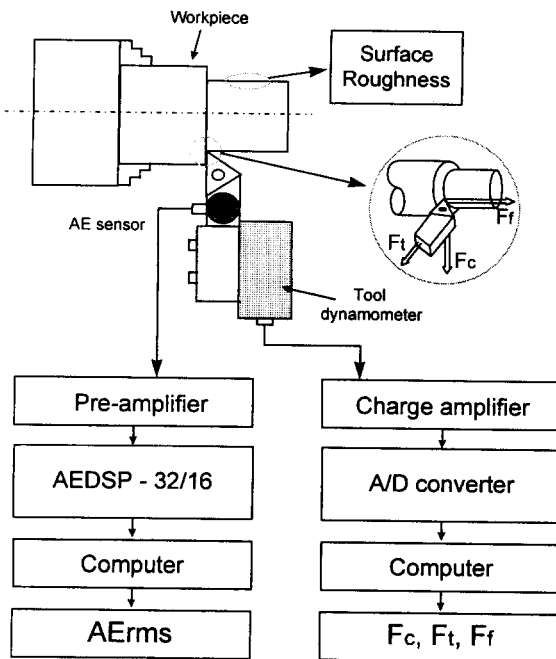 Workpiece
Surface
Roughness
AE sensor
Ff
Ft
Fc
Tool
dynamometer
Pre-amplifier
Charge amplifier
AEDSP - 32/16
A/D converter
Computer
Computer
AErms
Fc, Ft, Ff